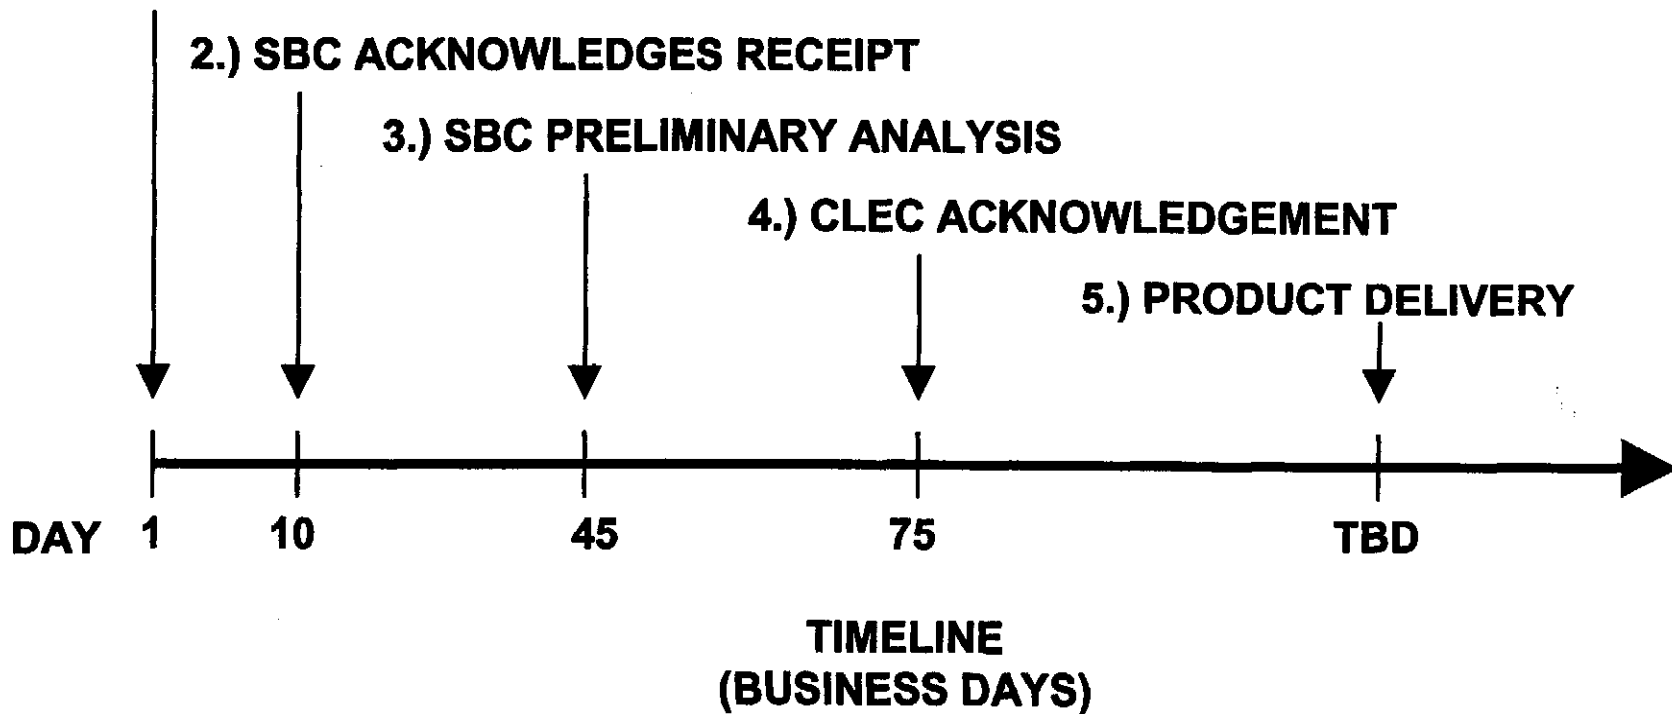 2.) SBC ACKNOWLEDGES RECEIPT
3.) SBC PRELIMINARY ANALYSIS
4.) CLEC ACKNOWLEDGEMENT
5.) PRODUCT DELIVERY
DAY 1 10 45 75 TBD
TIMELINE
(BUSINESS DAYS)